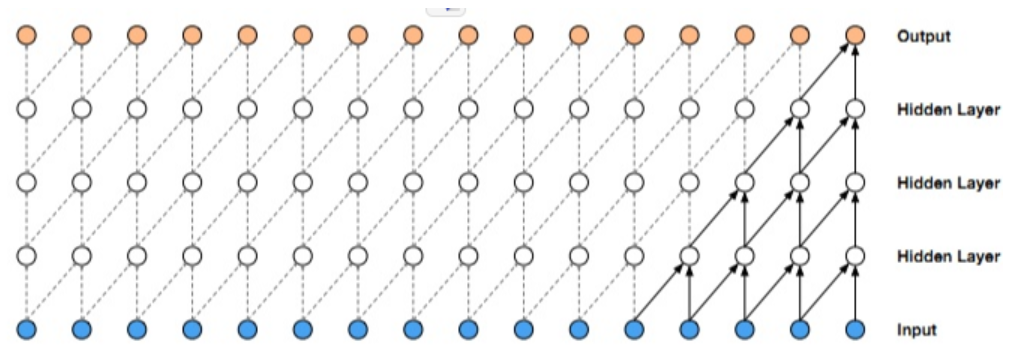 Output
Hidden Layer
Hidden Layer
Hidden Layer
Input